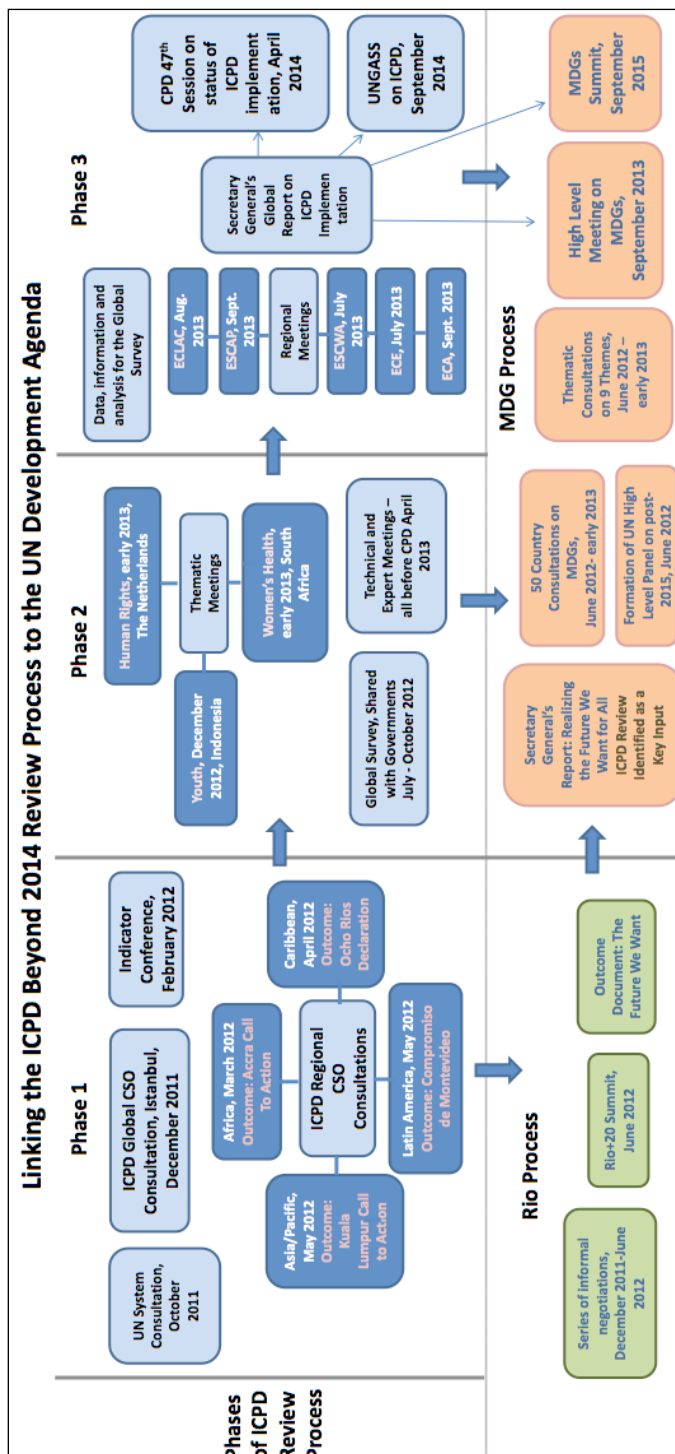 Linking the ICPD Beyond 2014 Review Process to the UN Development Agenda
Phases
of ICPD
Review
Process
Phase 1
UN System
Consultation,
October
2011
ICPD Global CSO
Consultation, Istanbul,
December 2011
Indicator
Conference,
February 2012
Africa, March 2012
Outcome: Accra Call
To Action
Asia/Pacific,
May 2012
Outcome:
Kuala
Lumpur Call
to Action
ICPD Regional
CSO
Consultations
Caribbean,
April 2012
Outcome:
Ocho Rios
Declaration
Latin America, May 2012
Outcome: Compromiso
de Montevideo
Phase 2
Human Rights, early 2013,
The Netherlands
Youth, December
2012, Indonesia
Thematic
Meetings
Women's Health,
early 2013, South
Africa
Global Survey, Shared
with Governments
July - October 2012
Technical and
Expert Meetings –
all before CPD April
2013
Phase 3
Data, information and
analysis for the Global
Survey
ECLAC, Aug.
2013
ESCAP, Sept.
2013
Regional
Meetings
ESCWA, July
2013
ECE, July 2013
ECA, Sept. 2013
Secretary
General's
Global
Report on
ICPD
Implemen
tation
CPD 47th
Session on
status of
ICPD
implement
ation, April
2014
UNGASS
on ICPD,
September
2014
Rio Process
Series of informal
negotiations,
December 2011-June
2012
Rio+20 Summit,
June 2012
Outcome
Document: The
Future We Want
MDG Process
Secretary
General's
Report: Realizing
the Future We
Want for All
ICPD Review
Identified as a
Key Input
50 Country
Consultations on
MDGs,
June 2012- early 2013
Formation of UN High
Level Panel on post-
2015, June 2012
Thematic
Consultations
on 9 Themes,
June 2012 –
early 2013
High Level
Meeting on
MDGs,
September 2013
MDGs
Summit,
September
2015